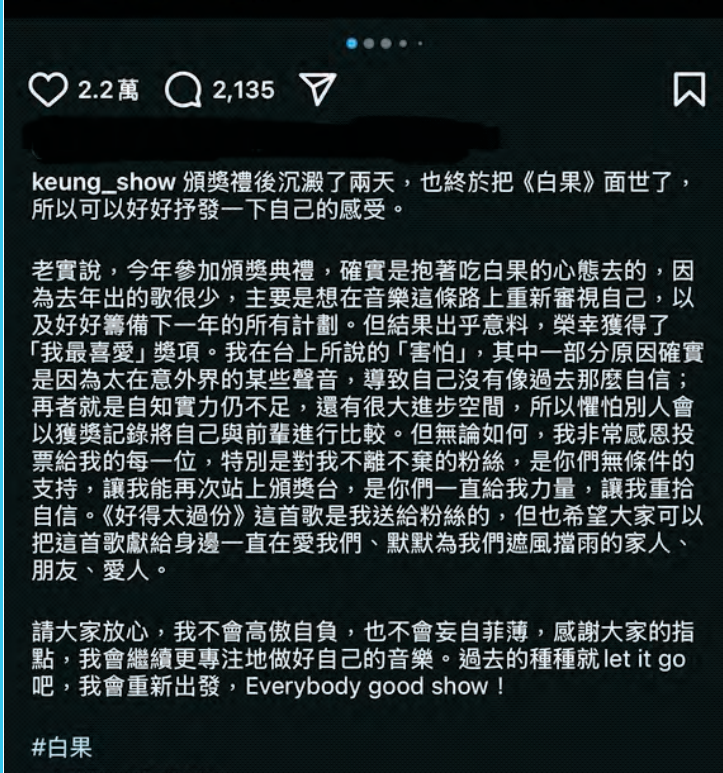 2.2萬 2,135
keung_show 頒獎禮後沉澱了兩天，也終於把《白果》面世了，
所以可以好好抒發一下自己的感受。
老實說，今年參加頒獎典禮，確實是抱著吃白果的心態去的，因
為去年出的歌很少，主要是想在音樂這條路上重新審視自己，以
及好好籌備下一年的所有計劃。但結果出乎意料，榮幸獲得了
「我最喜愛」獎項。我在台上所說的「害怕」，其中一部分原因確實
是因為太在意外界的某些聲音，導致自己沒有像過去那麼自信；
再者就是自知實力仍不足，還有很大進步空間，所以懼怕別人會
以獲獎記錄將自己與前輩進行比較。但無論如何，我非常感恩投
票給我的每一位，特別是對我不離不棄的粉絲，是你們無條件的
支持，讓我能再次站上頒獎台，是你們一直給我力量，讓我重拾
自信。《好得太過份》這首歌是我送給粉絲的，但也希望大家可以
把這首歌獻給身邊一直在愛我們、默默為我們遮風擋雨的家人、
朋友、愛人。
請大家放心，我不會高傲自負，也不會妄自菲薄，感謝大家的指
點，我會繼續更專注地做好自己的音樂。過去的種種就let it go
吧，我會重新出發，Everybody good show！
#白果